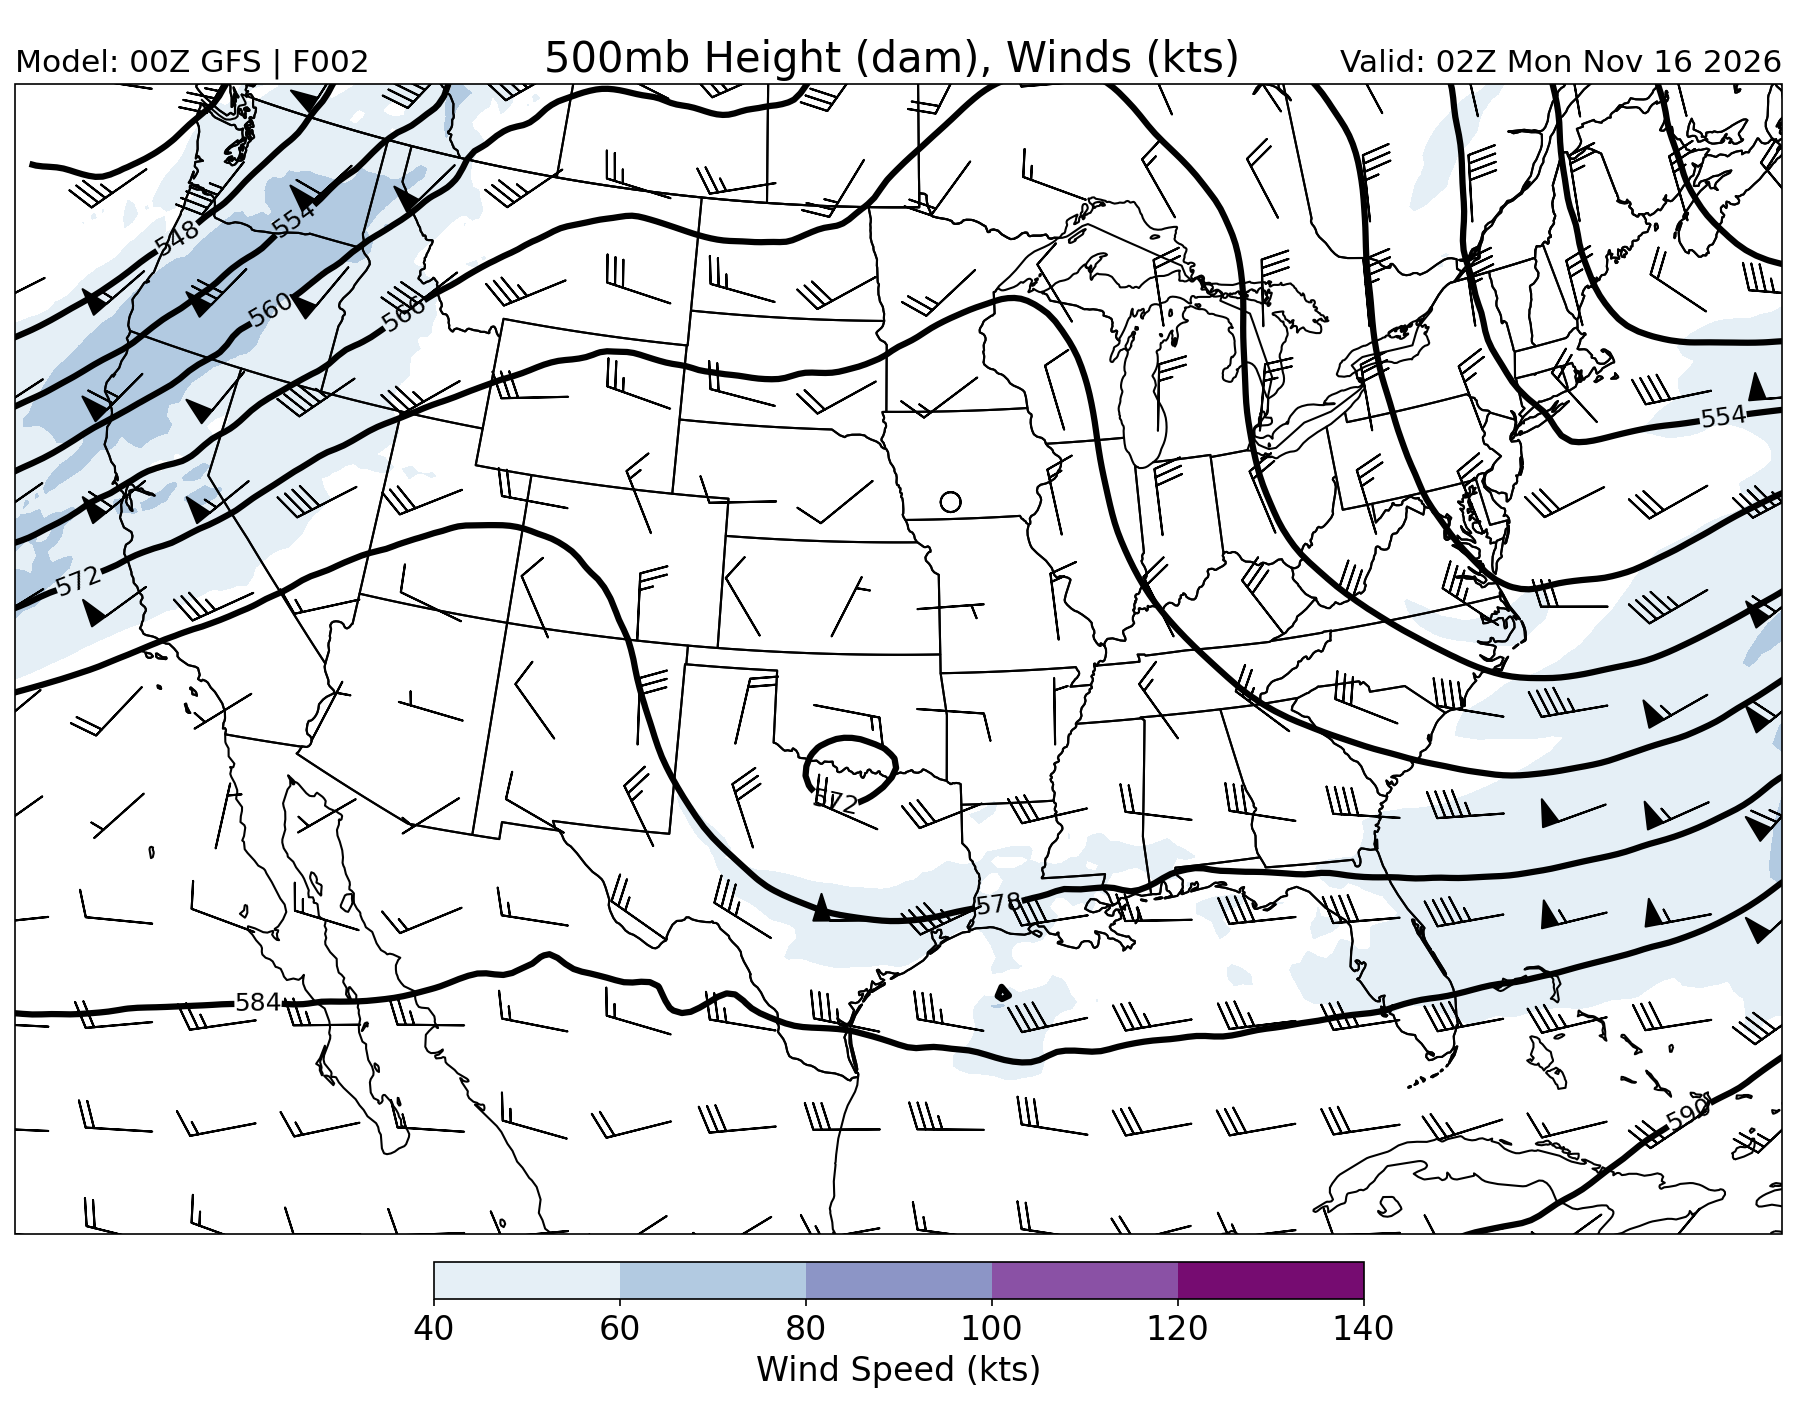 Model: 00Z GFS | F002
500mb Height (dam), Winds (kts)
Valid: 02Z Mon Nov 16 2026
548
554
560
566
554
572
572
578
584
590
40 60 80 100 120 140
Wind Speed (kts)